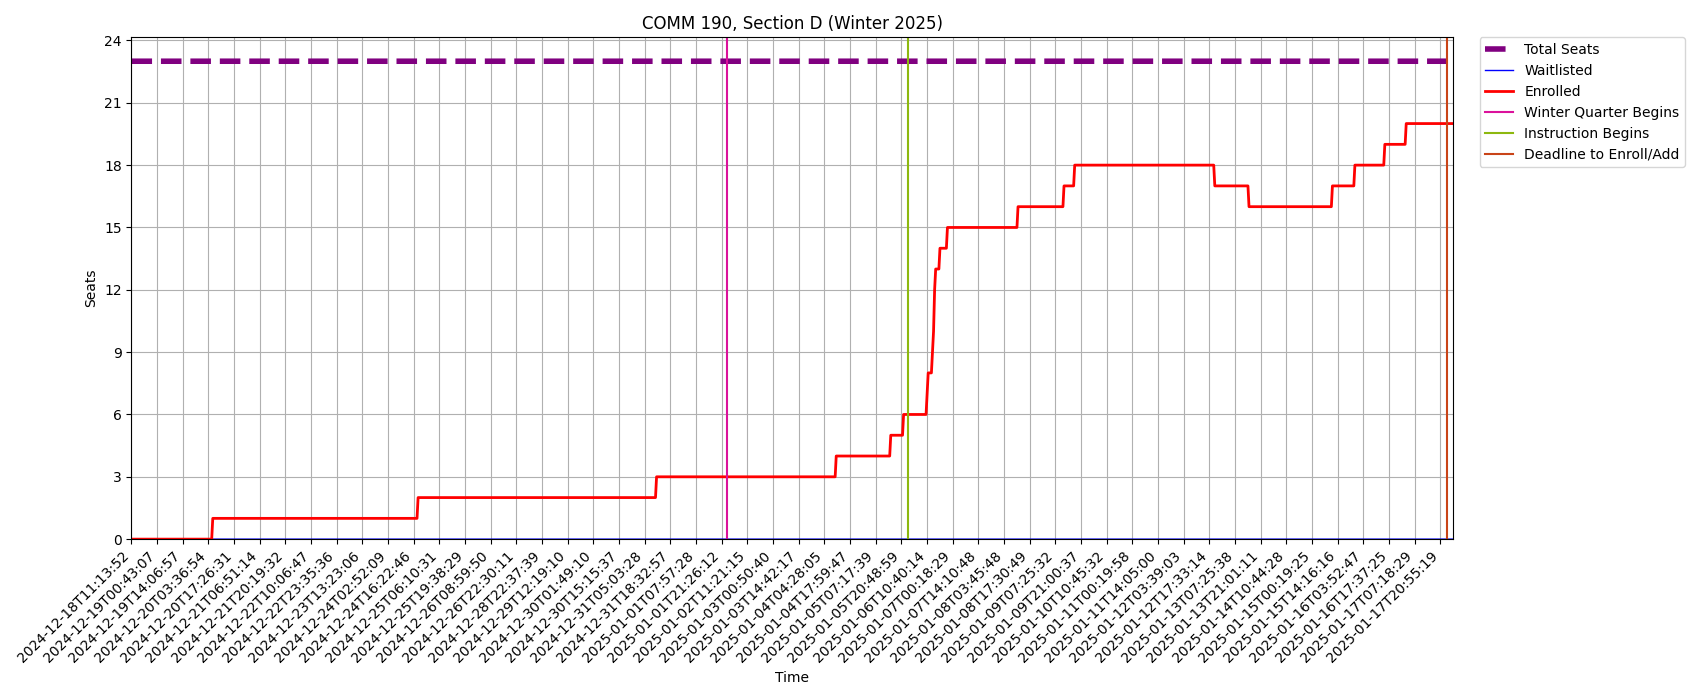 COMM 190, Section D (Winter 2025)
Total Seats
Waitlisted
Enrolled
Winter Quarter Begins
Instruction Begins
Deadline to Enroll/Add
Seats
24
21
18
15
12
9
6
3
0
2024-12-18T11:13:52
2024-12-19T00:43:07
2024-12-19T14:06:57
2024-12-20T03:36:54
2024-12-20T17:26:31
2024-12-21T06:51:14
2024-12-21T20:19:32
2024-12-22T10:06:47
2024-12-22T23:35:36
2024-12-23T13:23:06
2024-12-24T02:52:09
2024-12-24T16:22:46
2024-12-25T06:10:31
2024-12-25T19:38:29
2024-12-26T08:59:50
2024-12-26T22:30:11
2024-12-28T22:37:39
2024-12-29T12:19:10
2024-12-30T01:49:10
2024-12-30T15:15:37
2024-12-31T05:03:28
2024-12-31T18:32:57
2025-01-01T07:57:28
2025-01-01T21:26:12
2025-01-02T11:21:15
2025-01-03T00:50:40
2025-01-03T14:42:17
2025-01-04T04:28:05
2025-01-04T17:59:47
2025-01-05T07:17:39
2025-01-05T20:48:59
2025-01-06T10:40:14
2025-01-07T00:18:29
2025-01-07T14:10:48
2025-01-08T03:45:48
2025-01-08T17:30:49
2025-01-09T07:25:32
2025-01-09T21:00:37
2025-01-10T10:45:32
2025-01-11T00:19:58
2025-01-11T14:05:00
2025-01-12T03:39:03
2025-01-12T17:33:14
2025-01-13T07:25:38
2025-01-13T21:01:11
2025-01-14T10:44:28
2025-01-15T00:19:25
2025-01-15T14:16:16
2025-01-16T03:52:47
2025-01-16T17:37:25
2025-01-17T07:18:29
2025-01-17T20:55:19
Time